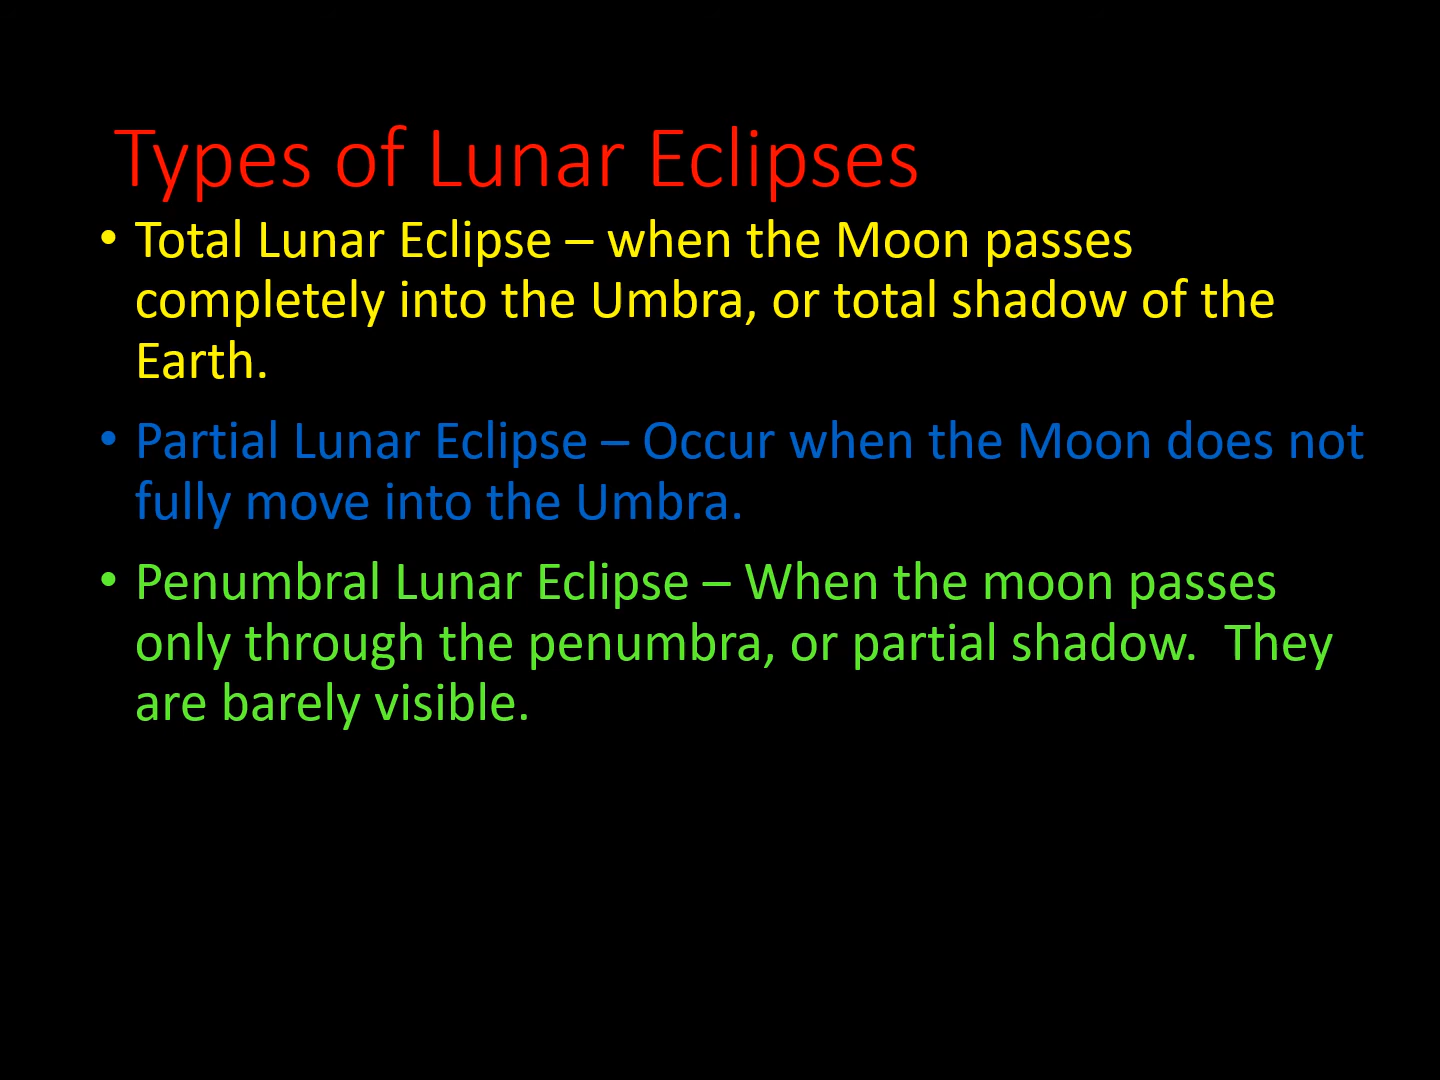 Types of Lunar Eclipses
• Total Lunar Eclipse – when the Moon passes
completely into the Umbra, or total shadow of the
Earth.
• Partial Lunar Eclipse – Occur when the Moon does not
fully move into the Umbra.
• Penumbral Lunar Eclipse – When the moon passes
only through the penumbra, or partial shadow.  They
are barely visible.